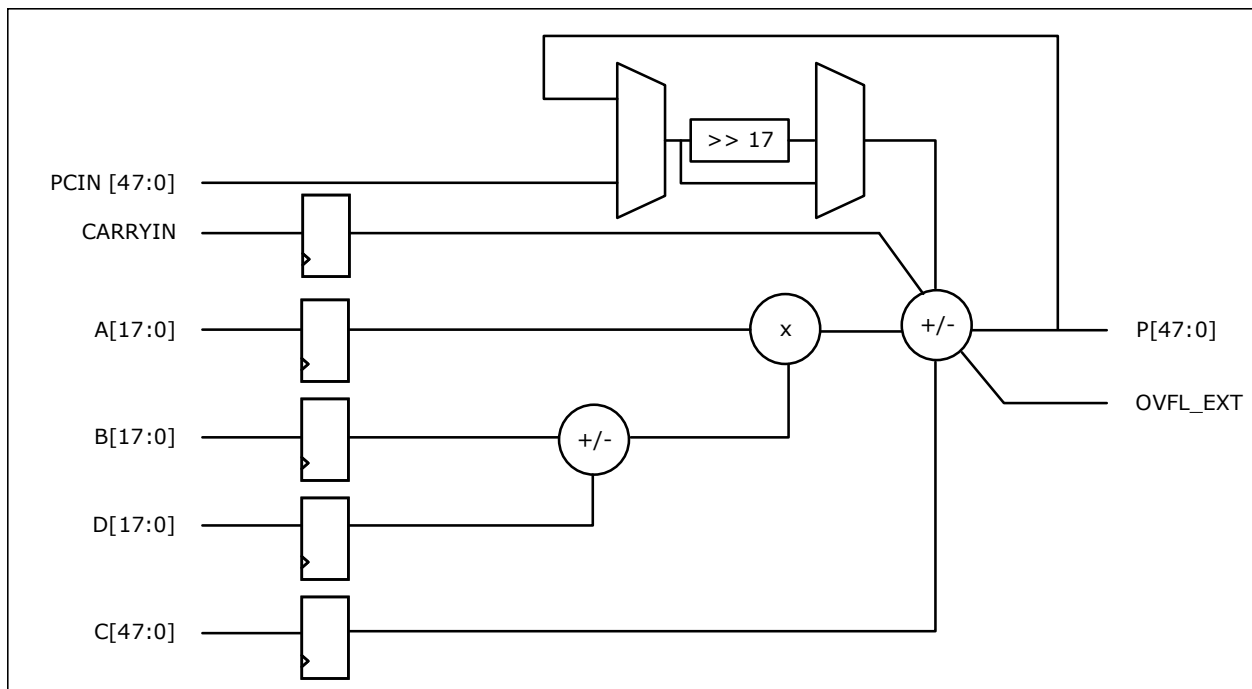 >> 17
PCIN [47:0]
CARRYIN
A[17:0]
x
+/-
P[47:0]
OVFL_EXT
B[17:0]
+/-
D[17:0]
C[47:0]